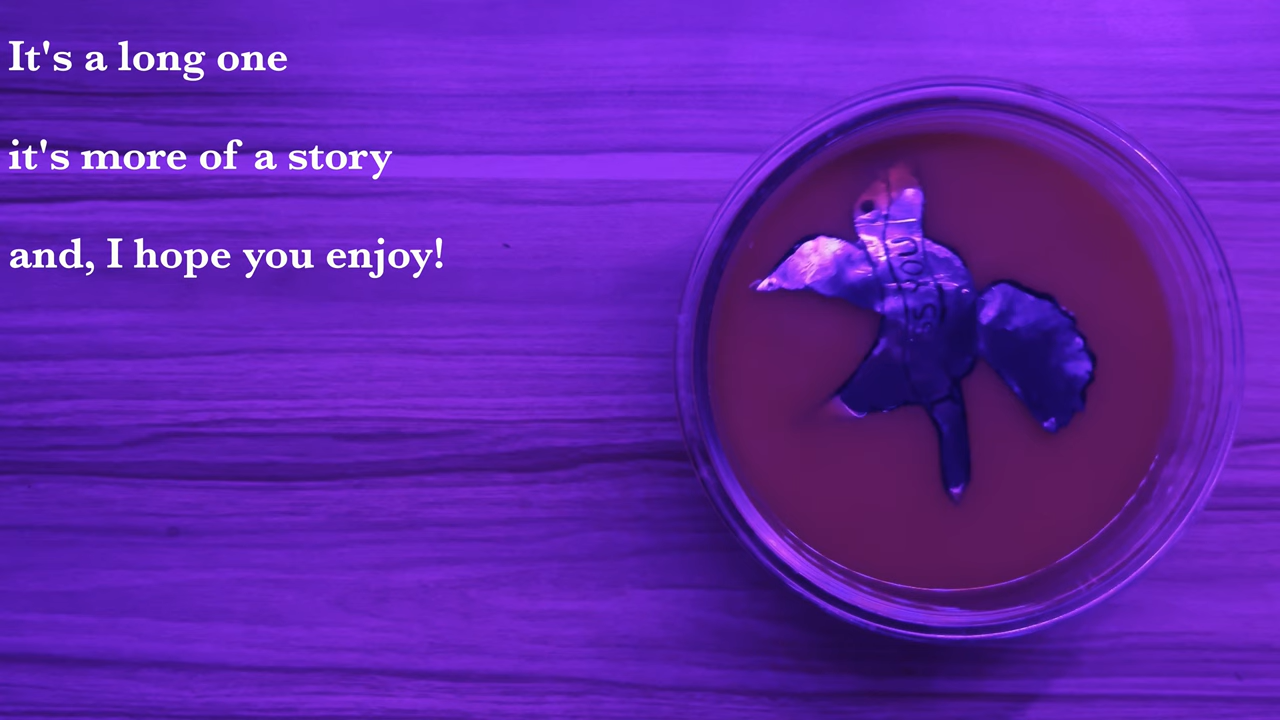 It's a long one
it's more of a story
and, I hope you enjoy!